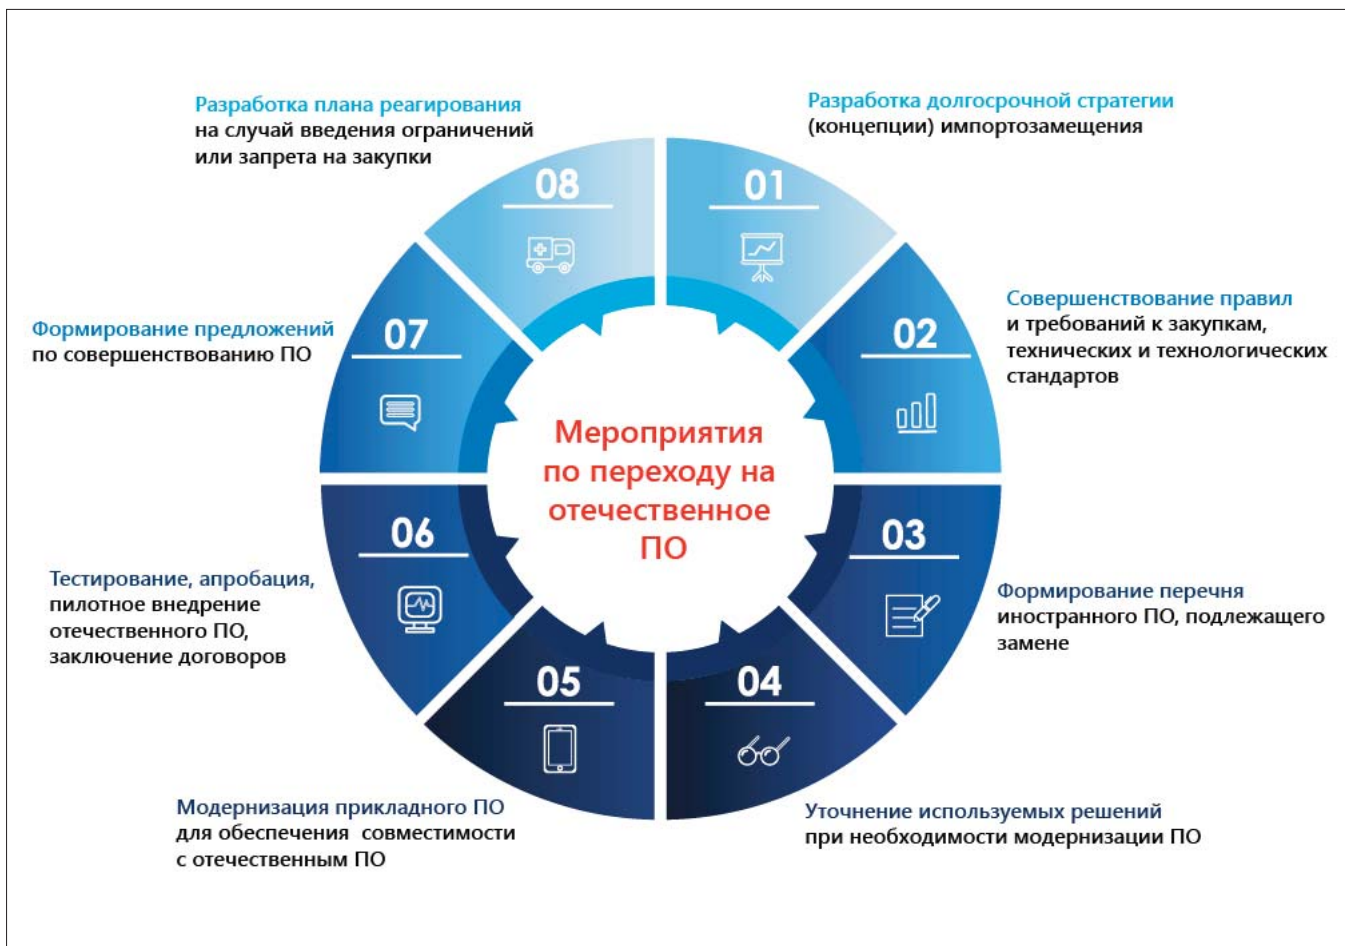 Разработка долгосрочной стратегии
(концепции) импортозамещения
01
Совершенствование правил
и требований к закупкам,
технических и технологических
стандартов
02
03
Формирование перечня
иностранного ПО, подлежащего
замене
04
Уточнение используемых решений
при необходимости модернизации ПО
05
Модернизация прикладного ПО
для обеспечения совместимости
с отечественным ПО
06
Тестирование, апробация,
пилотное внедрение
отечественного ПО,
заключение договоров
07
Формирование предложений
по совершенствованию ПО
08
Разработка плана реагирования
на случай введения ограничений
или запрета на закупки
Мероприятия
по переходу на
отечественное
ПО